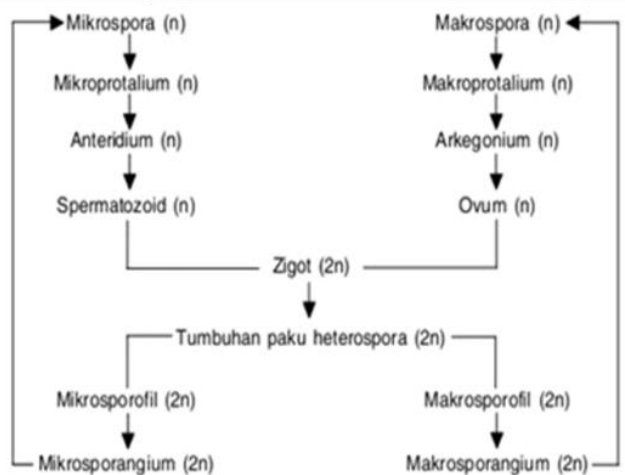 Mikrospora (n)
Makrospora (n)
Mikroprotalium (n)
Makroprotalium (n)
Anteridium (n)
Arkegonium (n)
Spermatozoid (n)
Ovum (n)
Zigot (2n)
Tumbuhan paku heterospora (2n)
Mikrosporofil (2n)
Makrosporofil (2n)
Mikrosporangium (2n)
Makrosporangium (2n)